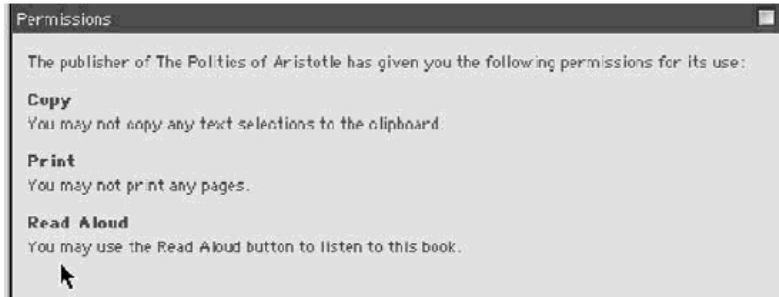 Permissions
The publisher of The Politics of Aristotle has given you the following permissions for its use:
Copy
You may not copy any text selections to the clipboard.
Print
You may not print any pages.
Read Aloud
You may use the Read Aloud button to listen to this book.